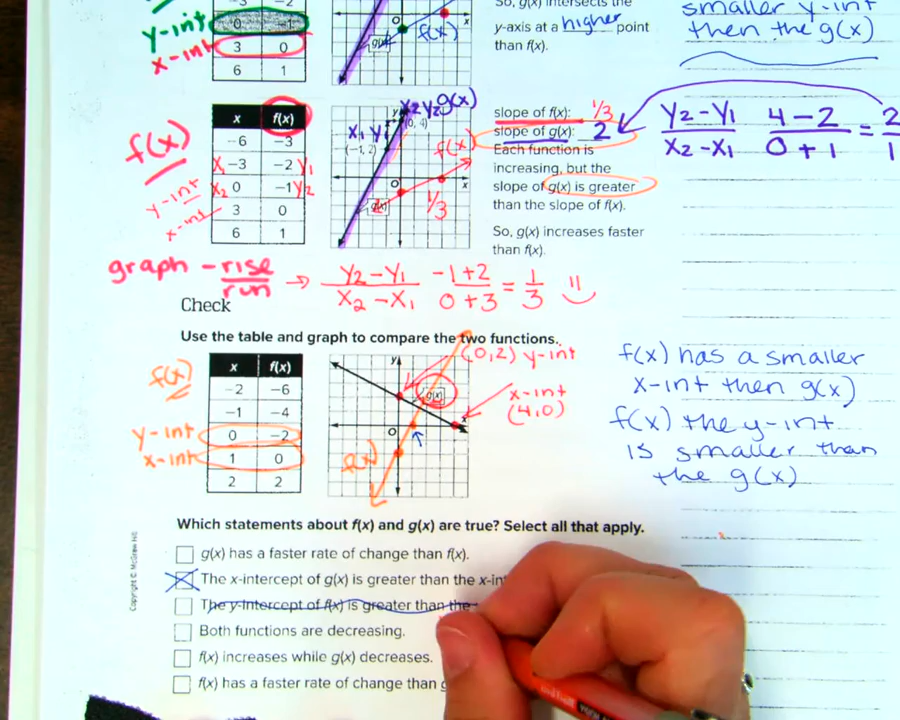 -3 -2
So, g(x) intersects the
smaller y-int
y-int 0 -1
y-axis at a higher point
then the g(x)
x-int 3 0
g(x) f(x)
than f(x).
6 1
x f(x)
X2 Y2 g(x)
slope of f(x): 1/3
Y2-Y1 4-2 2
f(x) -6 -3
X1 Y1 (0, 4)
slope of g(x): 2
X2-X1 0+1 = 1
X1 -3 -2 Y1
(-1, 2) f(x)
Each function is
increasing, but the
X2 0 -1 Y2
y-int
O x
slope of g(x) is greater
x-int 3 0
g(x) 1/3
than the slope of f(x).
6 1
So, g(x) increases faster
than f(x).
graph - rise
run → Y2-Y1 -1+2 1
X2-X1 0+3 = 3
Check
Use the table and graph to compare the two functions.
x f(x)
y (0,2) y-int
f(x) has a smaller
f(x) -2 -6
g(x) x-int
x-int then g(x)
-1 -4
(4,0)
f(x) the y-int
y-int 0 -2
O x
is smaller than
x-int 1 0
f(x)
the g(x)
2 2
Which statements about f(x) and g(x) are true? Select all that apply.
g(x) has a faster rate of change than f(x).
The x-intercept of g(x) is greater than the x-in
The y-intercept of f(x) is greater than the
Both functions are decreasing.
f(x) increases while g(x) decreases.
f(x) has a faster rate of change than g
Copyright © McGraw Hill